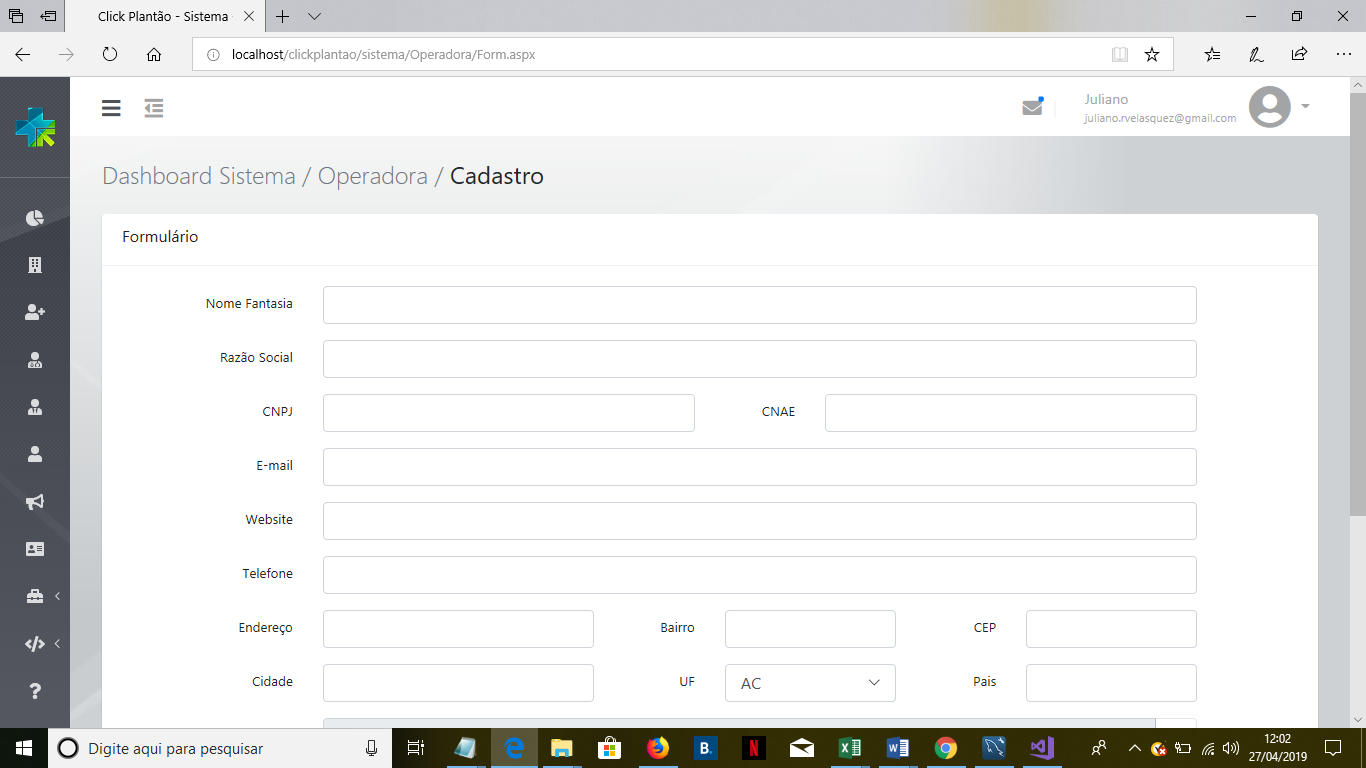 Click Plantão - Sistema
localhost/clickplantao/sistema/Operadora/Form.aspx
Juliano
juliano.rvelasquez@gmail.com
Dashboard Sistema / Operadora / Cadastro
Formulário
Nome Fantasia
Razão Social
CNPJ CNAE
E-mail
Website
Telefone
Endereço Bairro CEP
Cidade UF AC Pais
Digite aqui para pesquisar
B.
N
12:02
27/04/2019